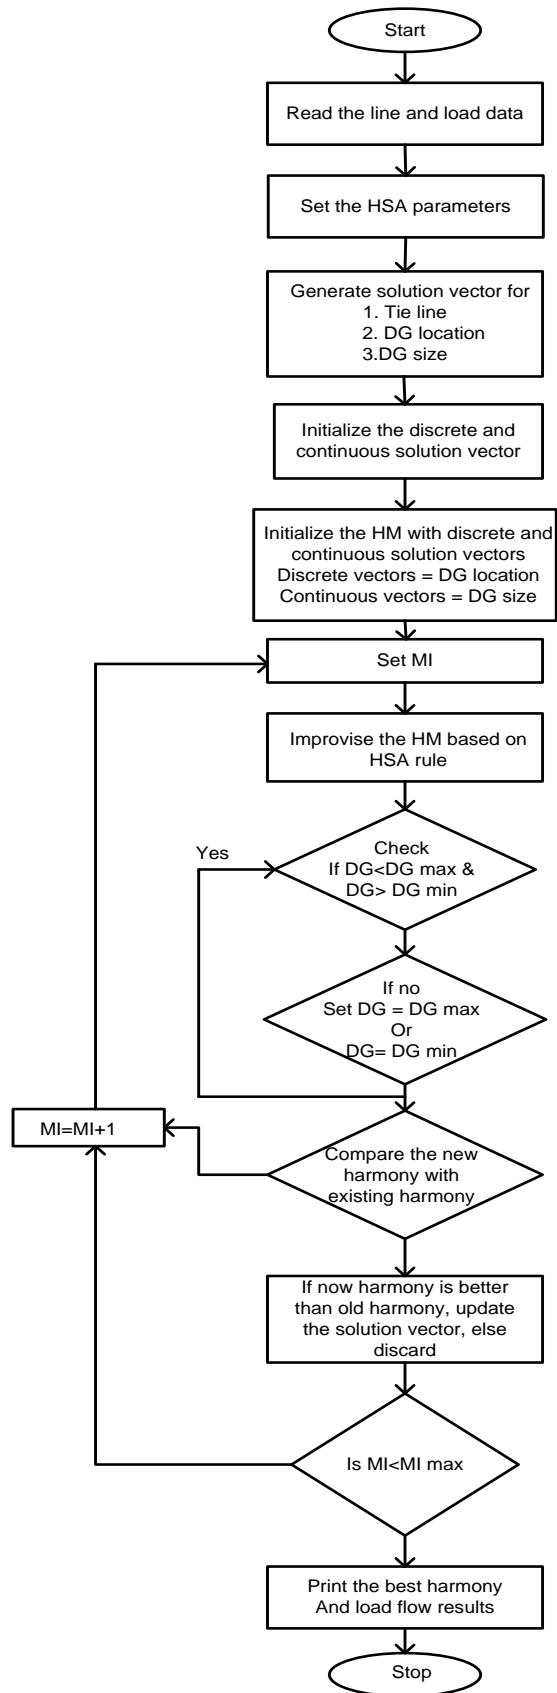 Start
Read the line and load data
Set the HSA parameters
Generate solution vector for
1. Tie line
2. DG location
3.DG size
Initialize the discrete and
continuous solution vector
Initialize the HM with discrete and
continuous solution vectors
Discrete vectors = DG location
Continuous vectors = DG size
Set MI
Improvise the HM based on
HSA rule
Yes
Check
If DG<DG max &
DG> DG min
If no
Set DG = DG max
Or
DG= DG min
MI=MI+1
Compare the new
harmony with
existing harmony
If now harmony is better
than old harmony, update
the solution vector, else
discard
Is MI<MI max
Print the best harmony
And load flow results
Stop